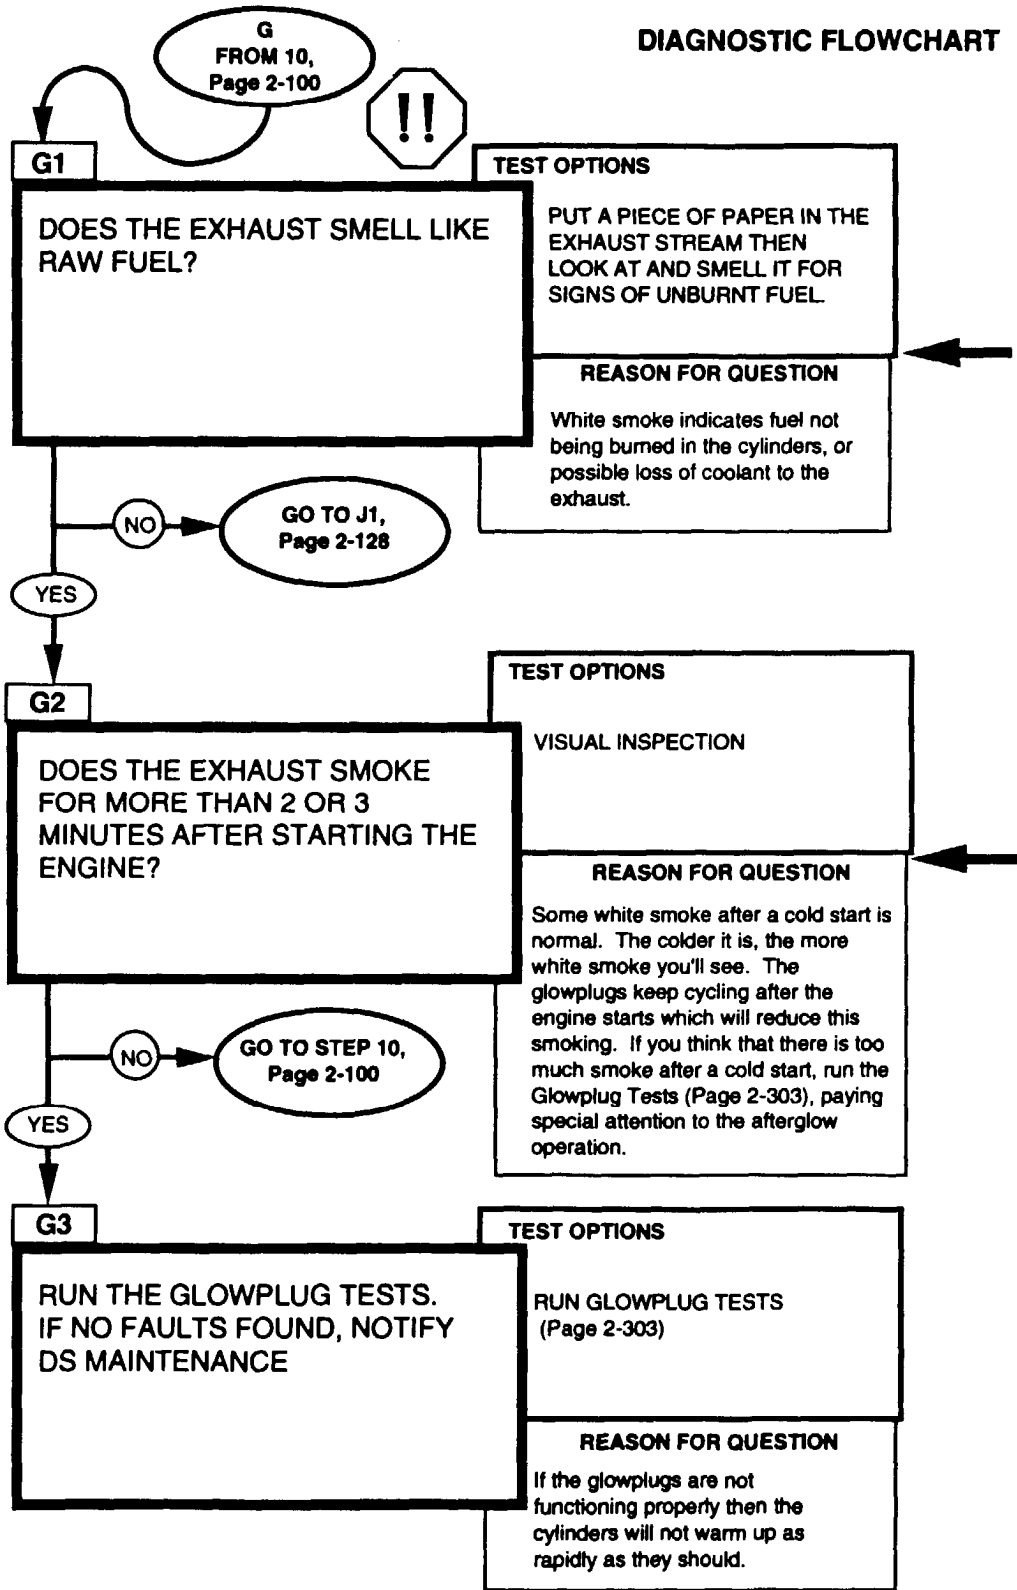 DIAGNOSTIC FLOWCHART
G
FROM 10,
Page 2-100
!!
G1
DOES THE EXHAUST SMELL LIKE
RAW FUEL?
TEST OPTIONS
PUT A PIECE OF PAPER IN THE
EXHAUST STREAM THEN
LOOK AT AND SMELL IT FOR
SIGNS OF UNBURNT FUEL.
REASON FOR QUESTION
White smoke indicates fuel not
being burned in the cylinders, or
possible loss of coolant to the
exhaust.
NO
GO TO J1,
Page 2-128
YES
G2
DOES THE EXHAUST SMOKE
FOR MORE THAN 2 OR 3
MINUTES AFTER STARTING THE
ENGINE?
TEST OPTIONS
VISUAL INSPECTION
REASON FOR QUESTION
Some white smoke after a cold start is
normal. The colder it is, the more
white smoke you'll see. The
glowplugs keep cycling after the
engine starts which will reduce this
smoking. If you think that there is too
much smoke after a cold start, run the
Glowplug Tests (Page 2-303), paying
special attention to the afterglow
operation.
NO
GO TO STEP 10,
Page 2-100
YES
G3
RUN THE GLOWPLUG TESTS.
IF NO FAULTS FOUND, NOTIFY
DS MAINTENANCE
TEST OPTIONS
RUN GLOWPLUG TESTS
(Page 2-303)
REASON FOR QUESTION
If the glowplugs are not
functioning properly then the
cylinders will not warm up as
rapidly as they should.